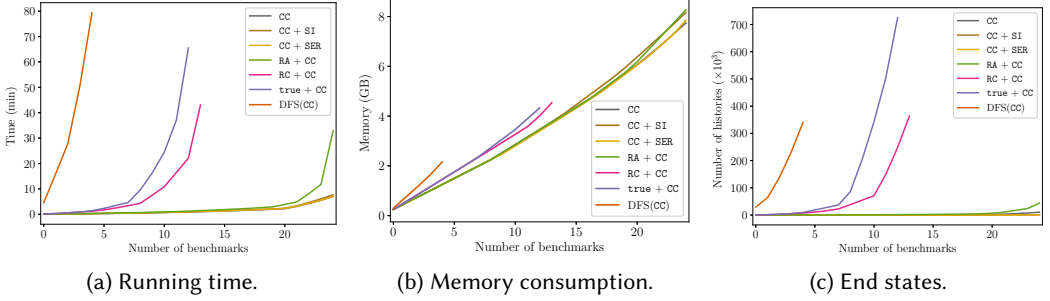 80
70
60
50
40
30
20
10
0
Time (min)
0
5
10
15
20
Number of benchmarks
CC
CC + SI
CC + SER
RA + CC
RC + CC
true + CC
DFS(CC)
(a) Running time.
8
6
4
2
0
Memory (GB)
0
5
10
15
20
Number of benchmarks
CC
CC + SI
CC + SER
RA + CC
RC + CC
true + CC
DFS(CC)
(b) Memory consumption.
700
600
500
400
300
200
100
0
Number of histories (×10³)
0
5
10
15
20
Number of benchmarks
CC
CC + SI
CC + SER
RA + CC
RC + CC
true + CC
DFS(CC)
(c) End states.